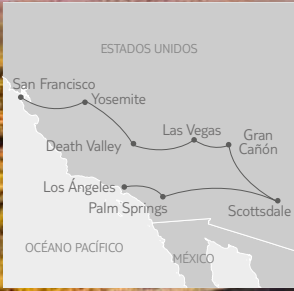 ESTADOS UNIDOS
San Francisco
Yosemite
Las Vegas
Gran
Cañón
Death Valley
Los Ángeles
Palm Springs
Scottsdale
OCÉANO PACÍFICO
MÉXICO